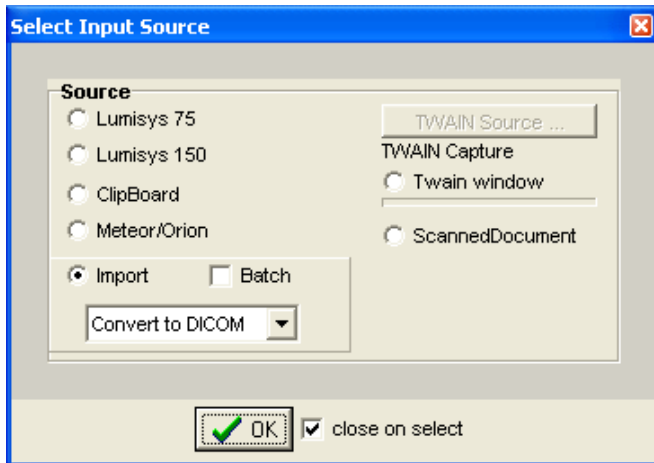 Select Input Source
Source
Lumisys 75
Lumisys 150
ClipBoard
Meteor/Orion
Import
Batch
Convert to DICOM
TWAIN Source ...
TWAIN Capture
Twain window
ScannedDocument
OK
close on select